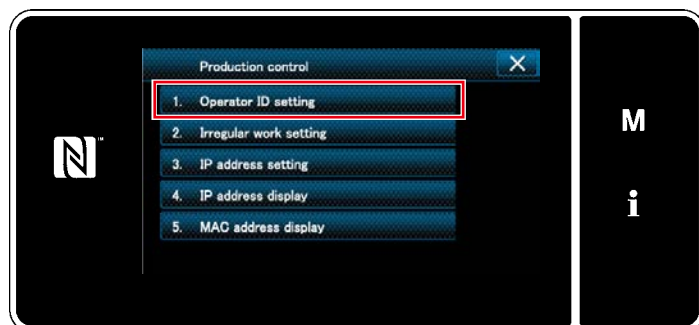 Production control
1. Operator ID setting
2. Irregular work setting
3. IP address setting
4. IP address display
5. MAC address display
N™
M
i